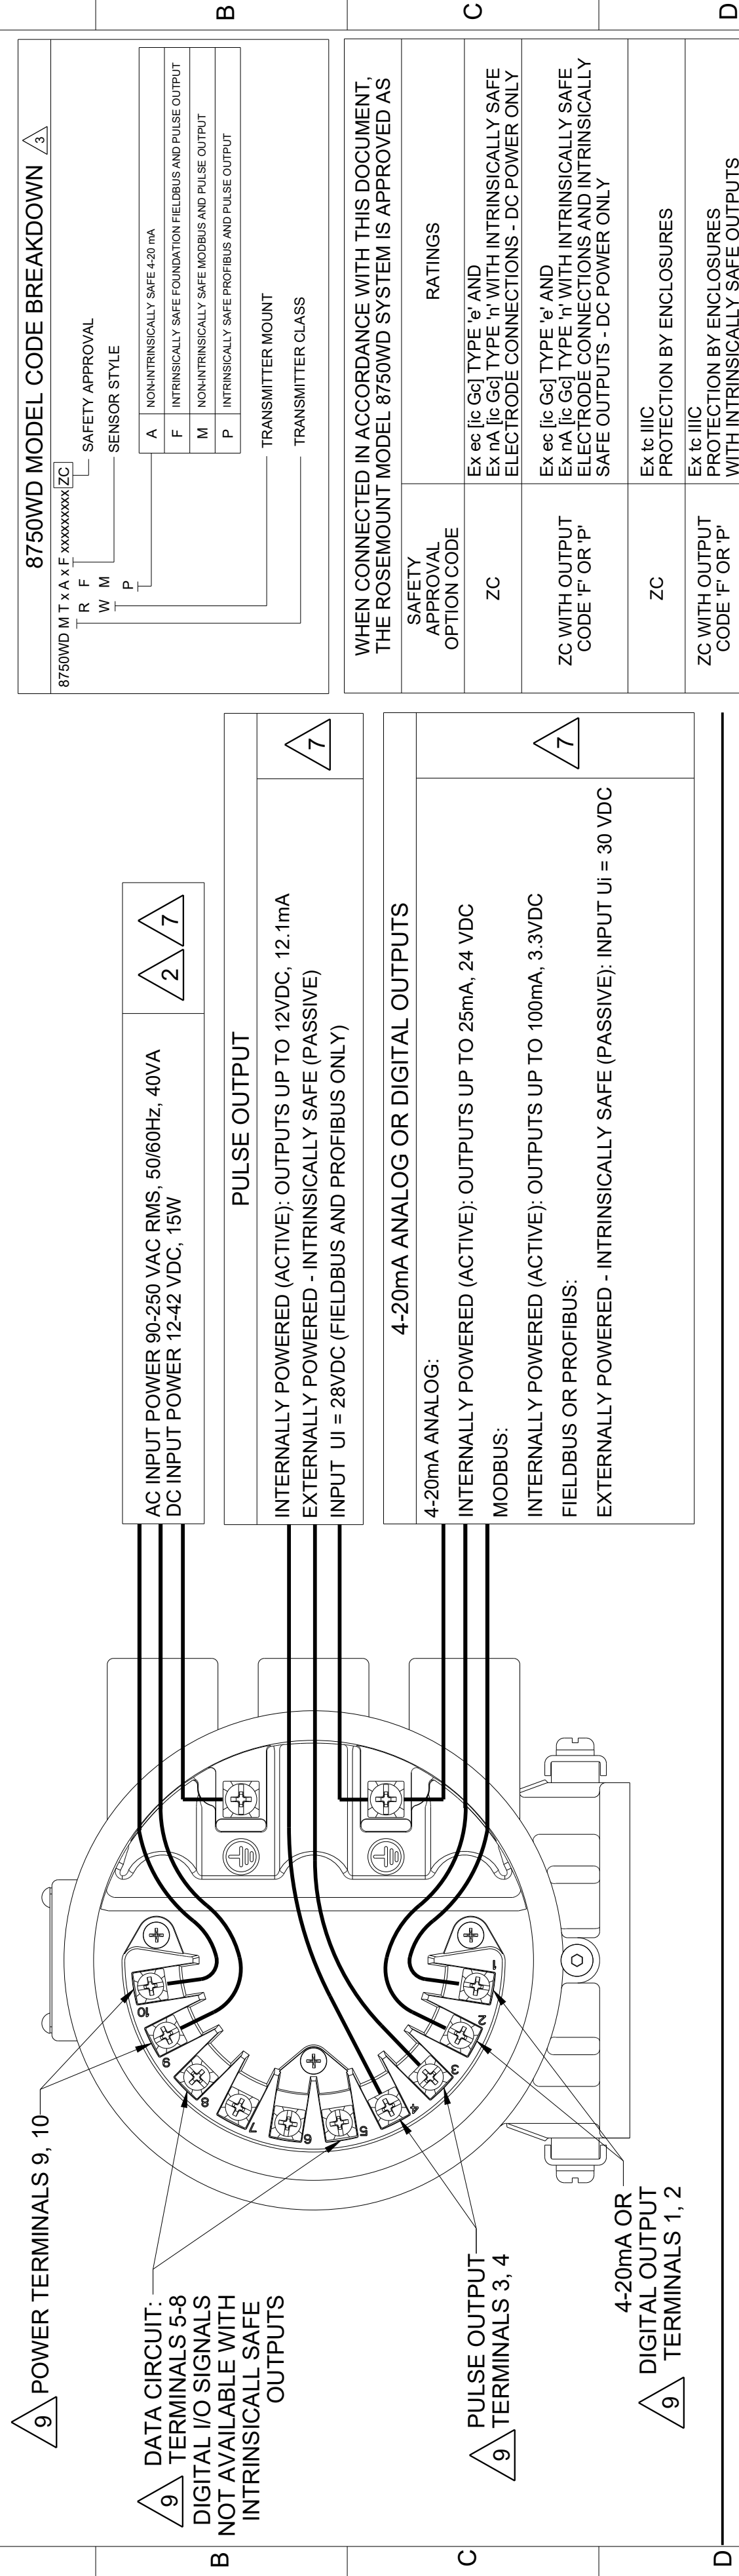 9
POWER TERMINALS 9, 10
9
DATA CIRCUIT:
TERMINALS 5-8
DIGITAL I/O SIGNALS
NOT AVAILABLE WITH
INTRINSICALL SAFE
OUTPUTS
9
PULSE OUTPUT
TERMINALS 3, 4
9
4-20mA OR
DIGITAL OUTPUT
TERMINALS 1, 2
10
9
8
7
6
5
4
3
2
1
AC INPUT POWER 90-250 VAC RMS, 50/60Hz, 40VA
DC INPUT POWER 12-42 VDC, 15W
2
7
PULSE OUTPUT
INTERNALLY POWERED (ACTIVE): OUTPUTS UP TO 12VDC, 12.1mA
EXTERNALLY POWERED - INTRINSICALLY SAFE (PASSIVE)
INPUT UI = 28VDC (FIELDBUS AND PROFIBUS ONLY)
7
4-20mA ANALOG OR DIGITAL OUTPUTS
4-20mA ANALOG:
INTERNALLY POWERED (ACTIVE): OUTPUTS UP TO 25mA, 24 VDC
MODBUS:
INTERNALLY POWERED (ACTIVE): OUTPUTS UP TO 100mA, 3.3VDC
FIELDBUS OR PROFIBUS:
EXTERNALLY POWERED - INTRINSICALLY SAFE (PASSIVE): INPUT Ui = 30 VDC
7
8750WD MODEL CODE BREAKDOWN
3
8750WD M T x A x F xxxxxxxxx ZC
R F
W M
P
SAFETY APPROVAL
SENSOR STYLE
A NON-INTRINSICALLY SAFE 4-20 mA
F INTRINSICALLY SAFE FOUNDATION FIELDBUS AND PULSE OUTPUT
M NON-INTRINSICALLY SAFE MODBUS AND PULSE OUTPUT
P INTRINSICALLY SAFE PROFIBUS AND PULSE OUTPUT
TRANSMITTER MOUNT
TRANSMITTER CLASS
WHEN CONNECTED IN ACCORDANCE WITH THIS DOCUMENT,
THE ROSEMOUNT MODEL 8750WD SYSTEM IS APPROVED AS
SAFETY
APPROVAL
OPTION CODE
RATINGS
ZC
Ex ec [ic Gc] TYPE 'e' AND
Ex nA [ic Gc] TYPE 'n' WITH INTRINSICALLY SAFE
ELECTRODE CONNECTIONS - DC POWER ONLY
ZC WITH OUTPUT
CODE 'F' OR 'P'
Ex ec [ic Gc] TYPE 'e' AND
Ex nA [ic Gc] TYPE 'n' WITH INTRINSICALLY SAFE
ELECTRODE CONNECTIONS AND INTRINSICALLY
SAFE OUTPUTS - DC POWER ONLY
ZC
Ex tc IIIC
PROTECTION BY ENCLOSURES
ZC WITH OUTPUT
CODE 'F' OR 'P'
Ex tc IIIC
PROTECTION BY ENCLOSURES
WITH INTRINSICALLY SAFE OUTPUTS
B
C
D
B
C
D